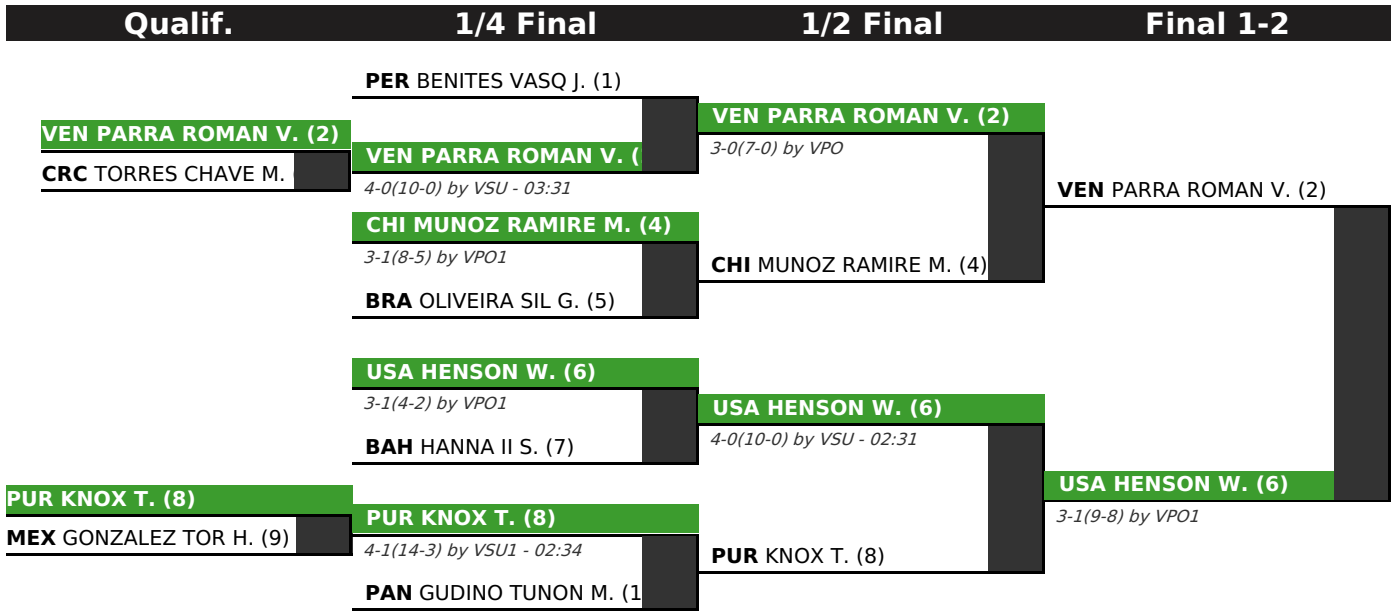 Qualif. 1/4 Final 1/2 Final Final 1-2
PER BENITES VASQ J. (1)
VEN PARRA ROMAN V. (2)
CRC TORRES CHAVE M.
VEN PARRA ROMAN V. (
4-0(10-0) by VSU - 03:31
CHI MUNOZ RAMIRE M. (4)
3-1(8-5) by VPO1
BRA OLIVEIRA SIL G. (5)
USA HENSON W. (6)
3-1(4-2) by VPO1
BAH HANNA II S. (7)
PUR KNOX T. (8)
MEX GONZALEZ TOR H. (9)
PUR KNOX T. (8)
4-1(14-3) by VSU1 - 02:34
PAN GUDINO TUNON M. (1
VEN PARRA ROMAN V. (2)
3-0(7-0) by VPO
CHI MUNOZ RAMIRE M. (4)
USA HENSON W. (6)
4-0(10-0) by VSU - 02:31
PUR KNOX T. (8)
VEN PARRA ROMAN V. (2)
USA HENSON W. (6)
3-1(9-8) by VPO1